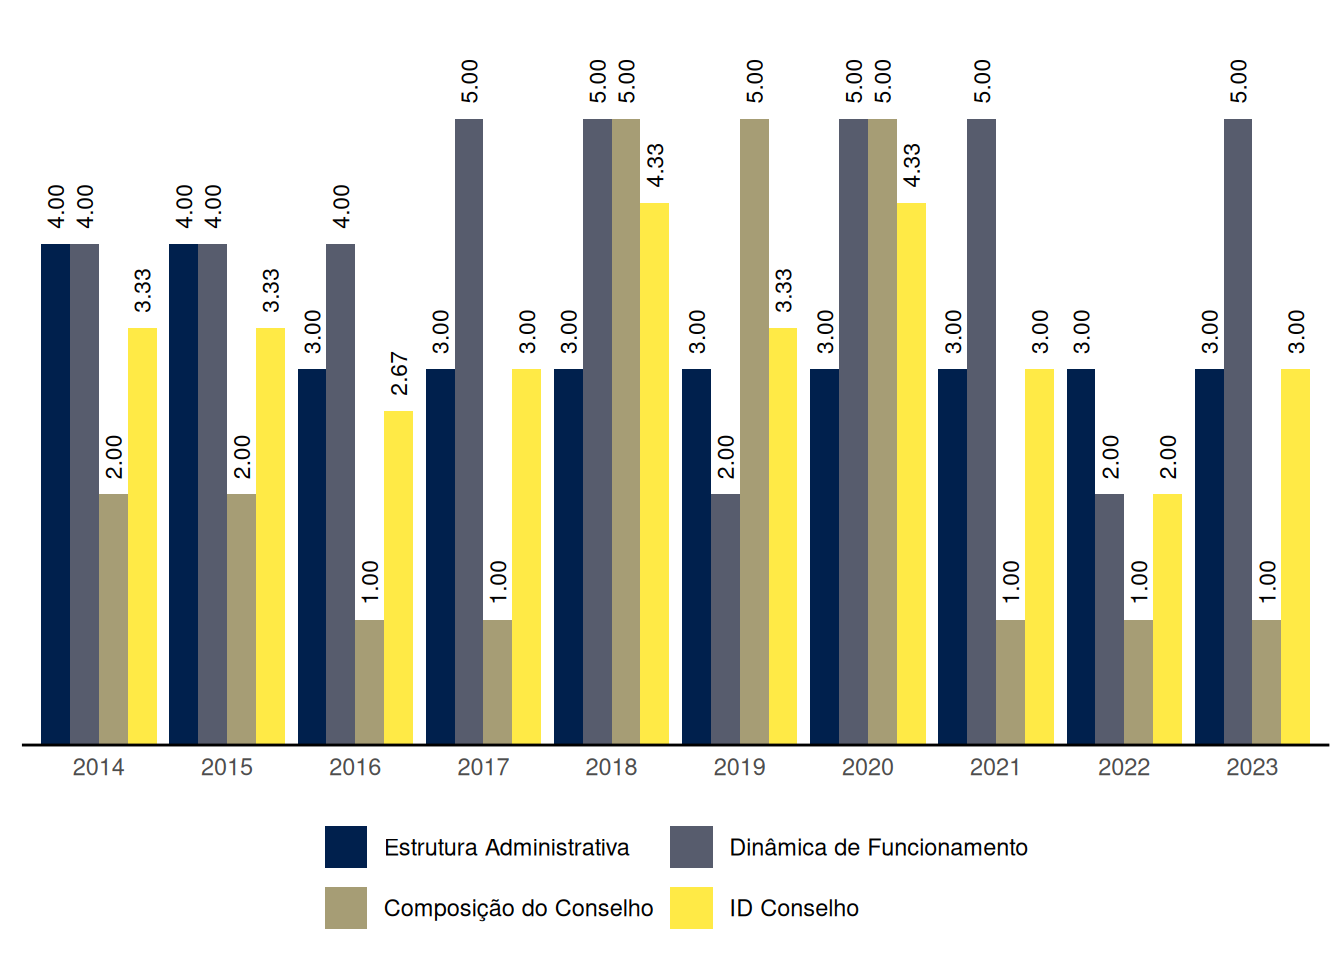 4.00 4.00 2.00 3.33 4.00 4.00 2.00 3.33 3.00 4.00 1.00 2.67 3.00 5.00 1.00 3.00 3.00 5.00 5.00 4.33 3.00 2.00 5.00 3.33 3.00 5.00 5.00 4.33 3.00 5.00 1.00 3.00 3.00 2.00 1.00 2.00 3.00 5.00 1.00 3.00
2014 2015 2016 2017 2018 2019 2020 2021 2022 2023
Estrutura Administrativa Dinâmica de Funcionamento
Composição do Conselho ID Conselho